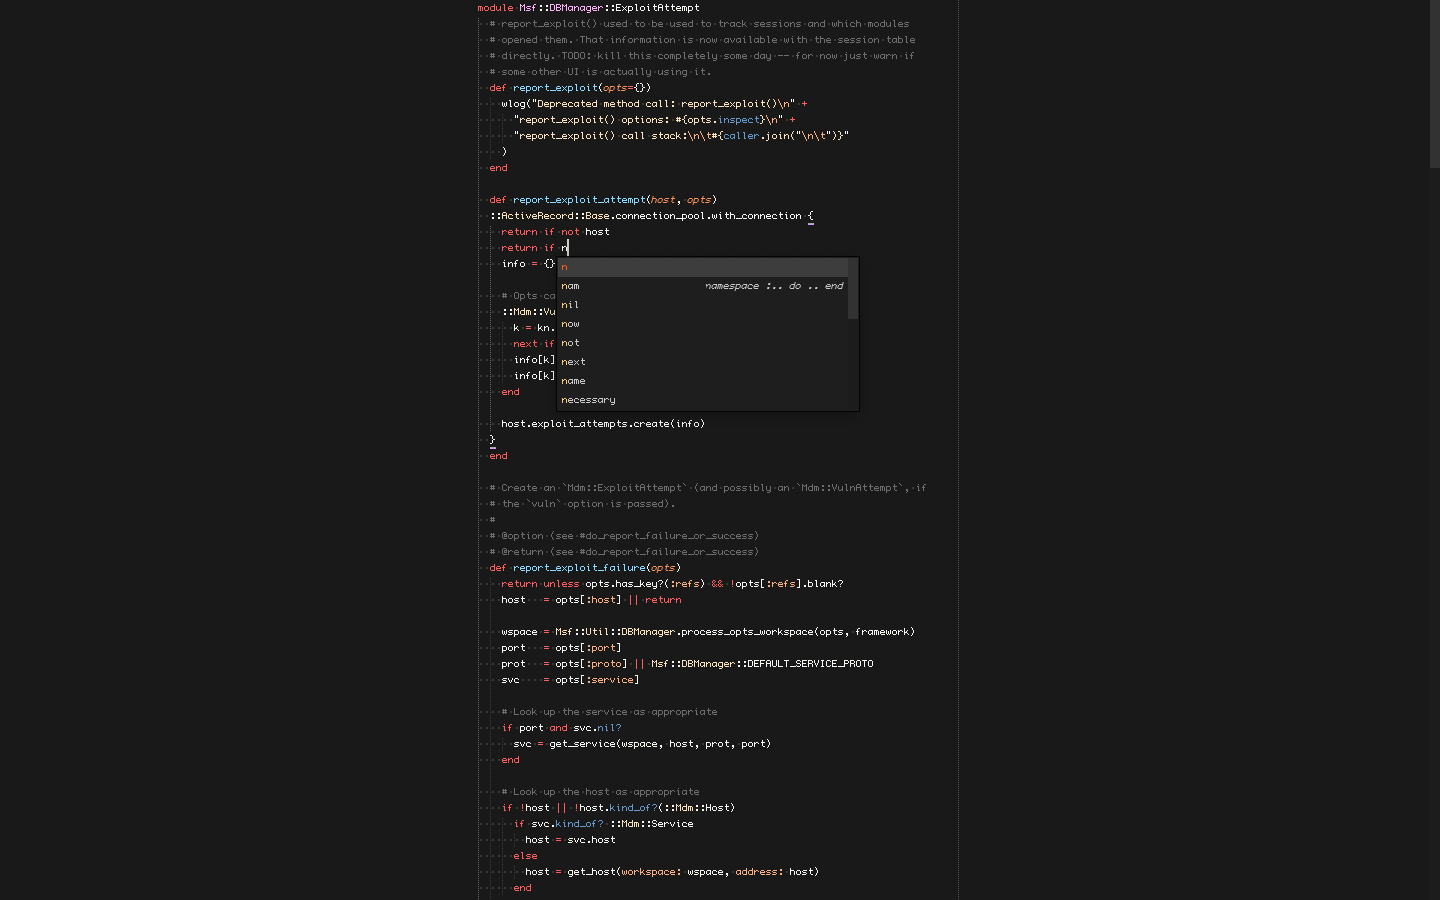 module Msf::DBManager::ExploitAttempt
# report_exploit() used to be used to track sessions and which modules
# opened them. That information is now available with the session table
# directly. TODO: kill this completely some day -- for now just warn if
# some other UI is actually using it.
def report_exploit(opts={})
wlog("Deprecated method call: report_exploit()\n" +
"report_exploit() options: #{opts.inspect}\n" +
"report_exploit() call stack:\n\t#{caller.join("\n\t")}"
)
end
def report_exploit_attempt(host, opts)
::ActiveRecord::Base.connection_pool.with_connection {
return if not host
return if n
info = {}
n
nam namespace :.. do .. end
# Opts ca
nil
::Mdm::Vu
now
k = kn.
not
next if
next
info[k]
name
info[k]
necessary
end
host.exploit_attempts.create(info)
}
end
# Create an `Mdm::ExploitAttempt` (and possibly an `Mdm::VulnAttempt`, if
# the `vuln` option is passed).
#
# @option (see #do_report_failure_or_success)
# @return (see #do_report_failure_or_success)
def report_exploit_failure(opts)
return unless opts.has_key?(:refs) && !opts[:refs].blank?
host = opts[:host] || return
wspace = Msf::Util::DBManager.process_opts_workspace(opts, framework)
port = opts[:port]
prot = opts[:proto] || Msf::DBManager::DEFAULT_SERVICE_PROTO
svc = opts[:service]
# Look up the service as appropriate
if port and svc.nil?
svc = get_service(wspace, host, prot, port)
end
# Look up the host as appropriate
if !host || !host.kind_of?(::Mdm::Host)
if svc.kind_of? ::Mdm::Service
host = svc.host
else
host = get_host(workspace: wspace, address: host)
end